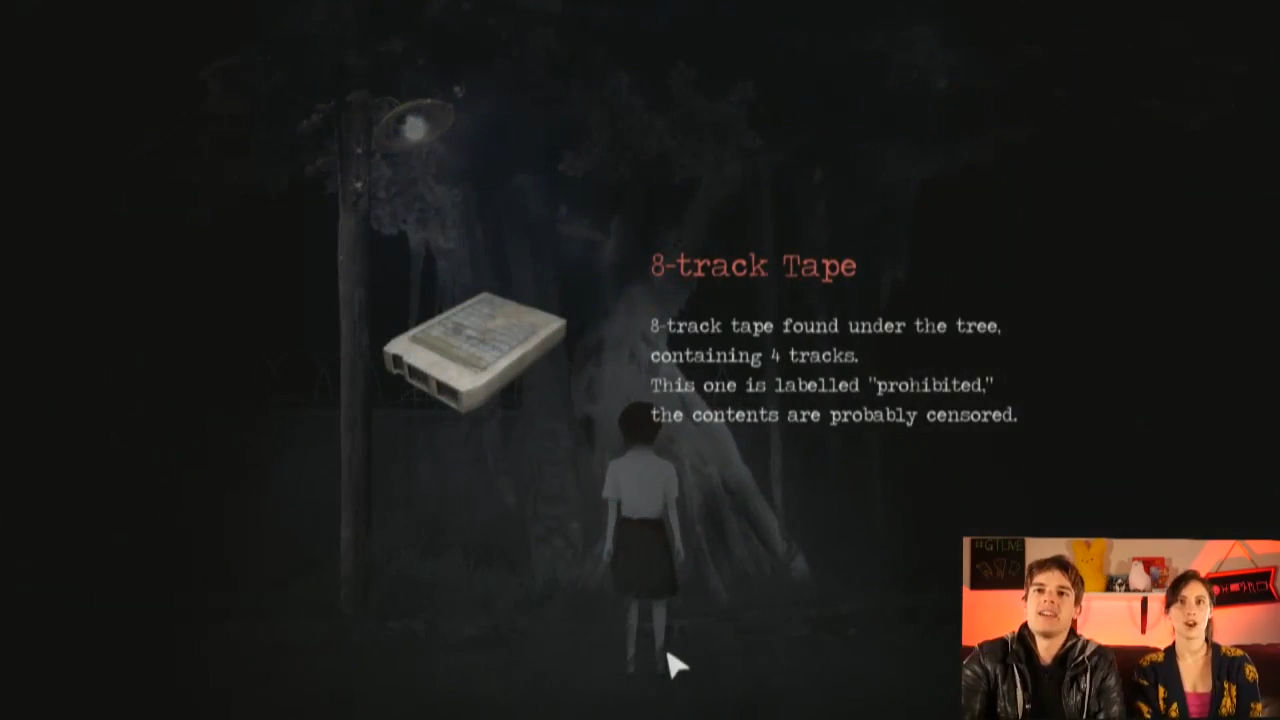 8-track Tape
8-track tape found under the tree,
containing 4 tracks.
This one is labelled "prohibited,"
the contents are probably censored.
#GTLIVE